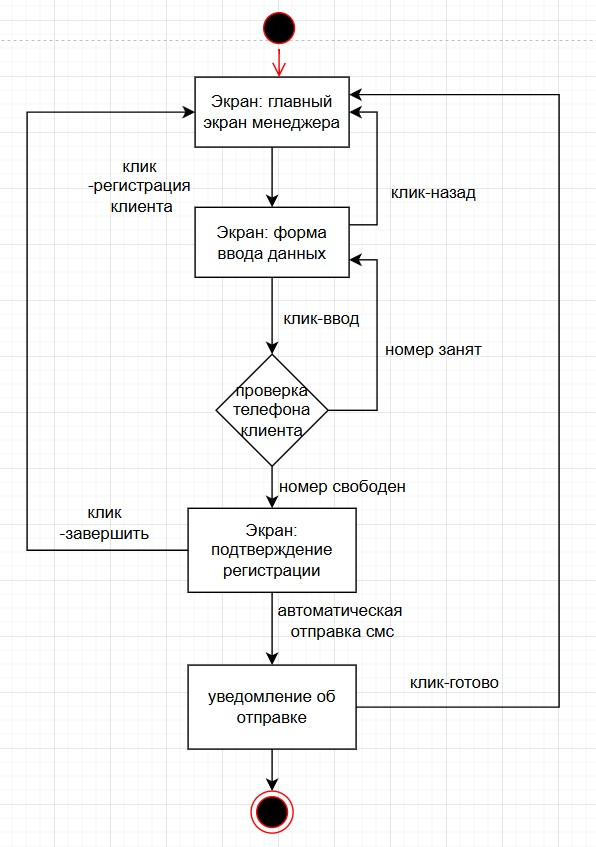 Экран: главный
экран менеджера
клик
-регистрация
клиента
клик-назад
Экран: форма
ввода данных
клик-ввод
номер занят
проверка
телефона
клиента
номер свободен
клик
-завершить
Экран:
подтверждение
регистрации
автоматическая
отправка смс
клик-готово
уведомление об
отправке